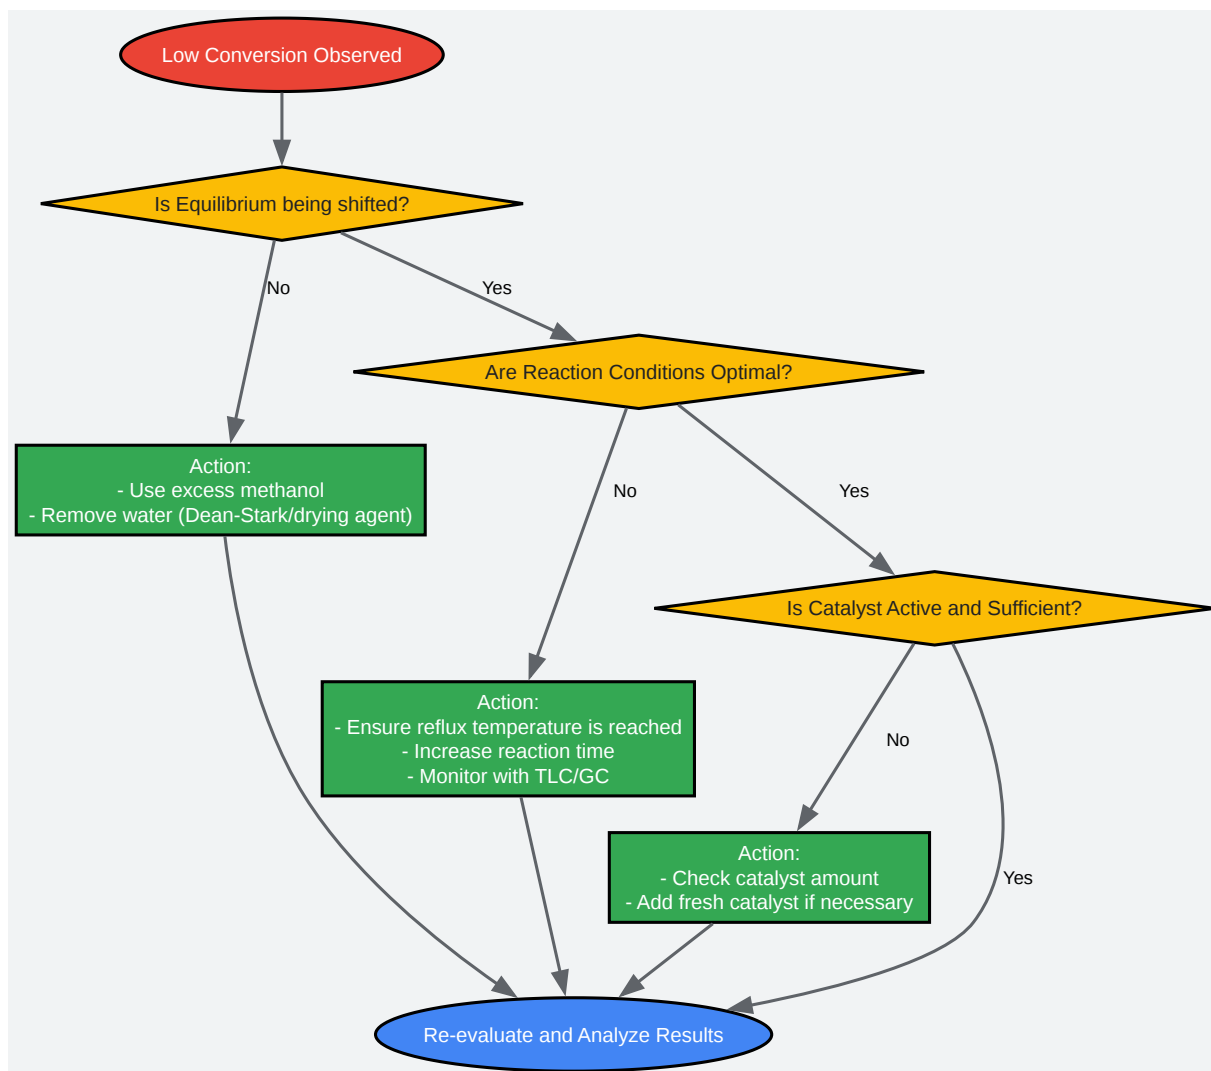 Low Conversion Observed
Is Equilibrium being shifted?
No
Yes
Are Reaction Conditions Optimal?
Action:
- Use excess methanol
- Remove water (Dean-Stark/drying agent)
No
Yes
Is Catalyst Active and Sufficient?
Action:
- Ensure reflux temperature is reached
- Increase reaction time
- Monitor with TLC/GC
No
Action:
- Check catalyst amount
- Add fresh catalyst if necessary
Yes
Re-evaluate and Analyze Results